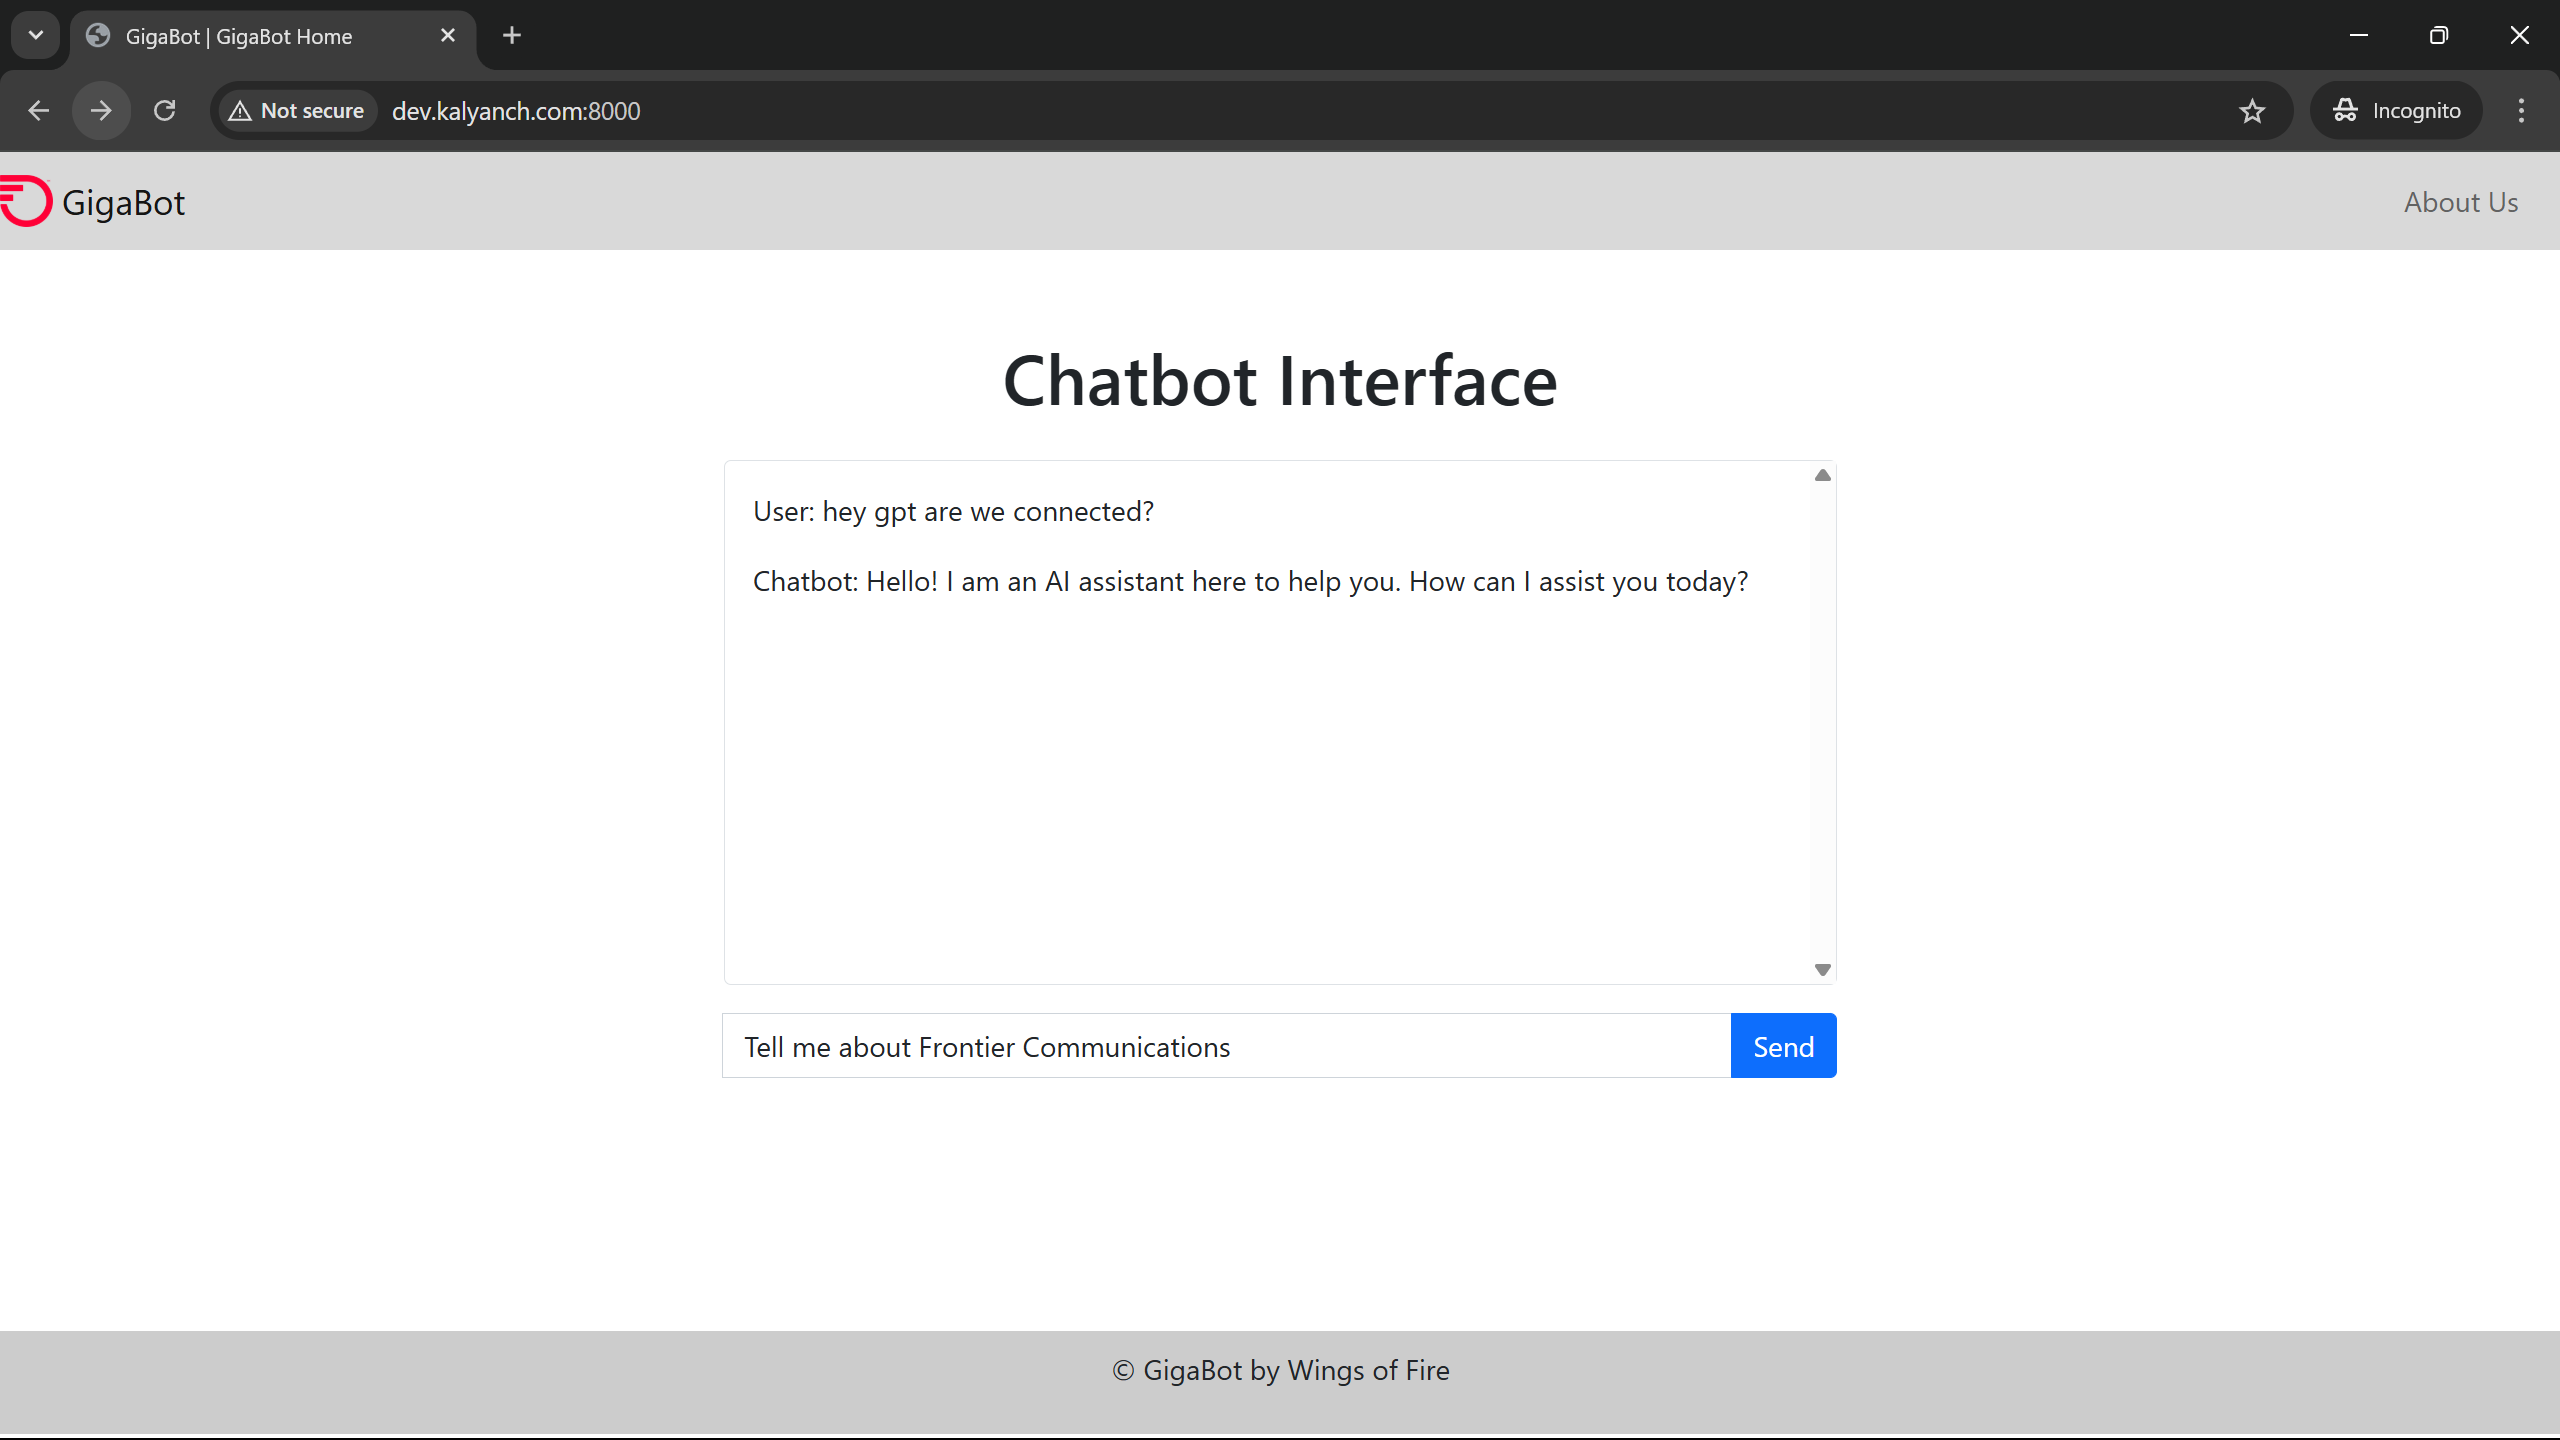 GigaBot | GigaBot Home
Not secure
dev.kalyanch.com:8000
Incognito
GigaBot
About Us
Chatbot Interface
User: hey gpt are we connected?
Chatbot: Hello! I am an AI assistant here to help you. How can I assist you today?
Tell me about Frontier Communications
Send
© GigaBot by Wings of Fire